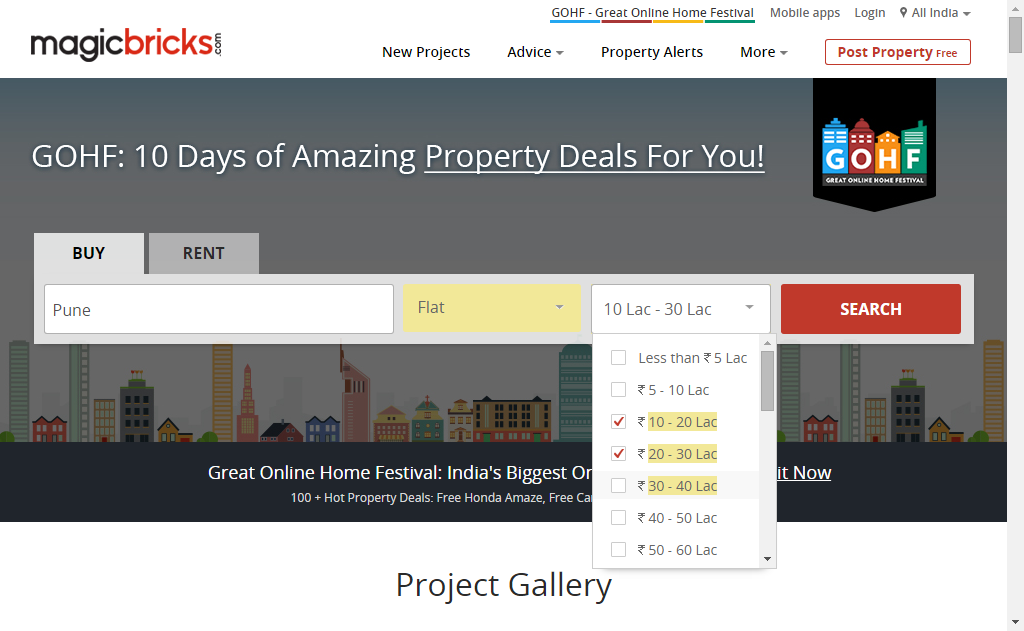 GOHF - Great Online Home Festival Mobile apps Login All India
magicbricks.com
New Projects Advice Property Alerts More Post Property Free
GOHF: 10 Days of Amazing Property Deals For You!
GOHF
GREAT ONLINE HOME FESTIVAL
BUY RENT
Pune Flat 10 Lac - 30 Lac SEARCH
Less than ₹ 5 Lac
₹ 5 - 10 Lac
₹ 10 - 20 Lac
₹ 20 - 30 Lac
₹ 30 - 40 Lac
₹ 40 - 50 Lac
₹ 50 - 60 Lac
Great Online Home Festival: India's Biggest On it Now
100 + Hot Property Deals: Free Honda Amaze, Free Car
Project Gallery